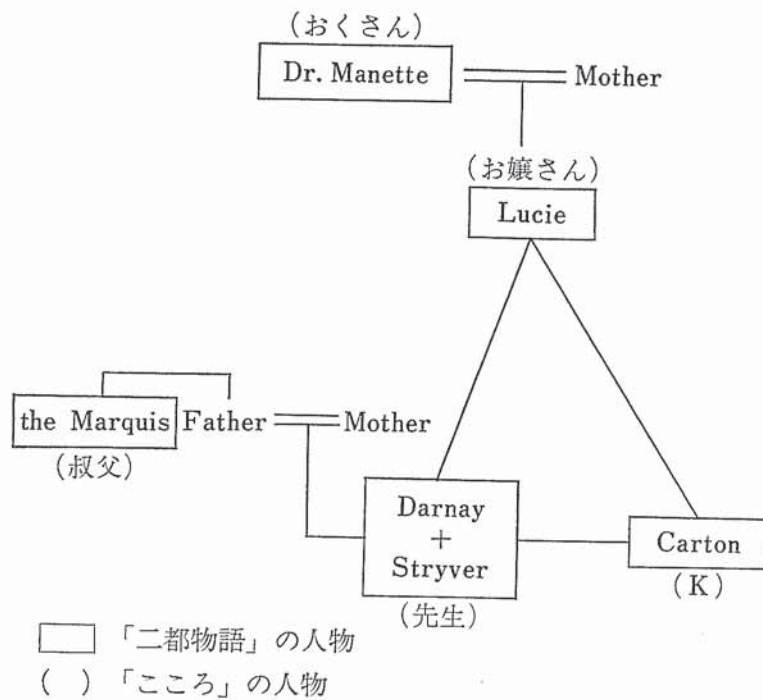 (おくさん)
Dr. Manette Mother
(お嬢さん)
Lucie
the Marquis Father Mother
(叔父)
Darnay
+
Stryver
(先生)
Carton
(K)
「二都物語」の人物
( ) 「こころ」の人物